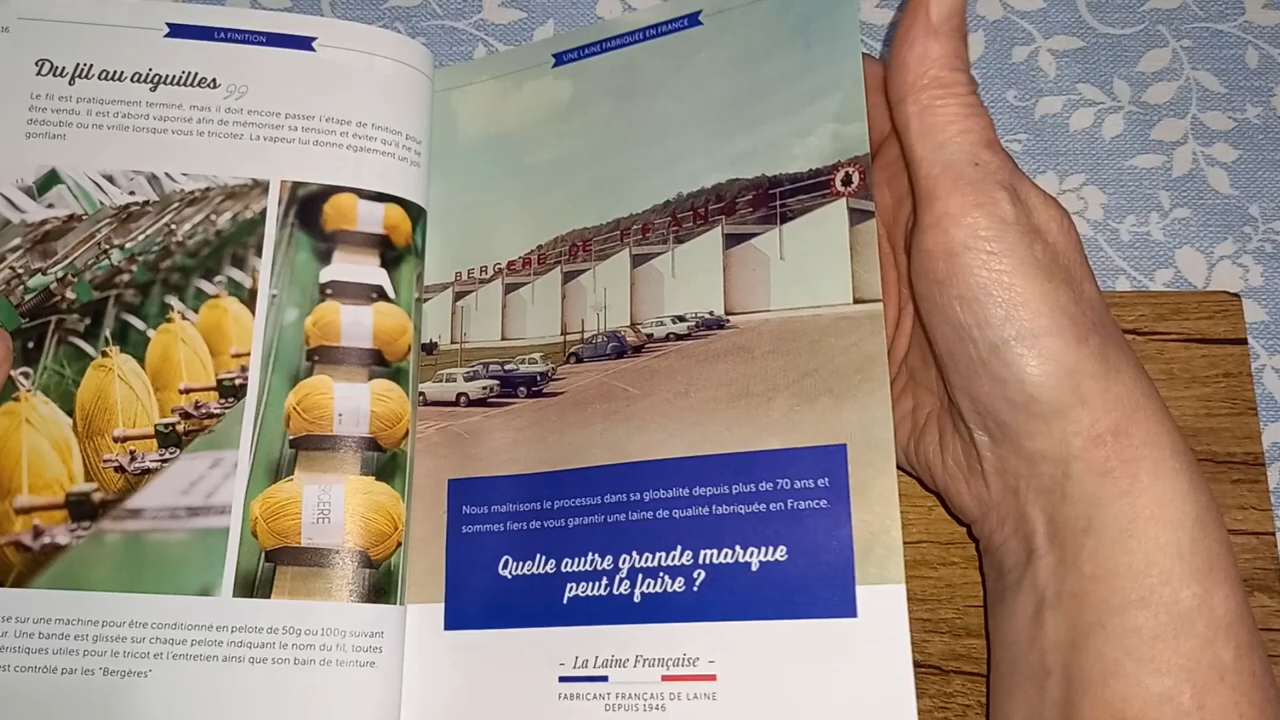 16
LA FINITION
Du fil au aiguilles
Le fil est pratiquement terminé, mais il doit encore passer l'étape de finition pour
être vendu. Il est d'abord vaporisé afin de mémoriser sa tension et éviter qu'il ne se
dédouble ou ne vrille lorsque vous le tricotez. La vapeur lui donne également un joli
gonflant.
BERGERE
se sur une machine pour être conditionné en pelote de 50g ou 100g suivant
ur. Une bande est glissée sur chaque pelote indiquant le nom du fil, toutes
éristiques utiles pour le tricot et l'entretien ainsi que son bain de teinture.
est contrôlé par les "Bergères"
UNE LAINE FABRIQUÉE EN FRANCE
BERGERE DE FRANCE
Nous maîtrisons le processus dans sa globalité depuis plus de 70 ans et
sommes fiers de vous garantir une laine de qualité fabriquée en France.
Quelle autre grande marque
peut le faire ?
- La Laine Française -
FABRICANT FRANÇAIS DE LAINE
DEPUIS 1946